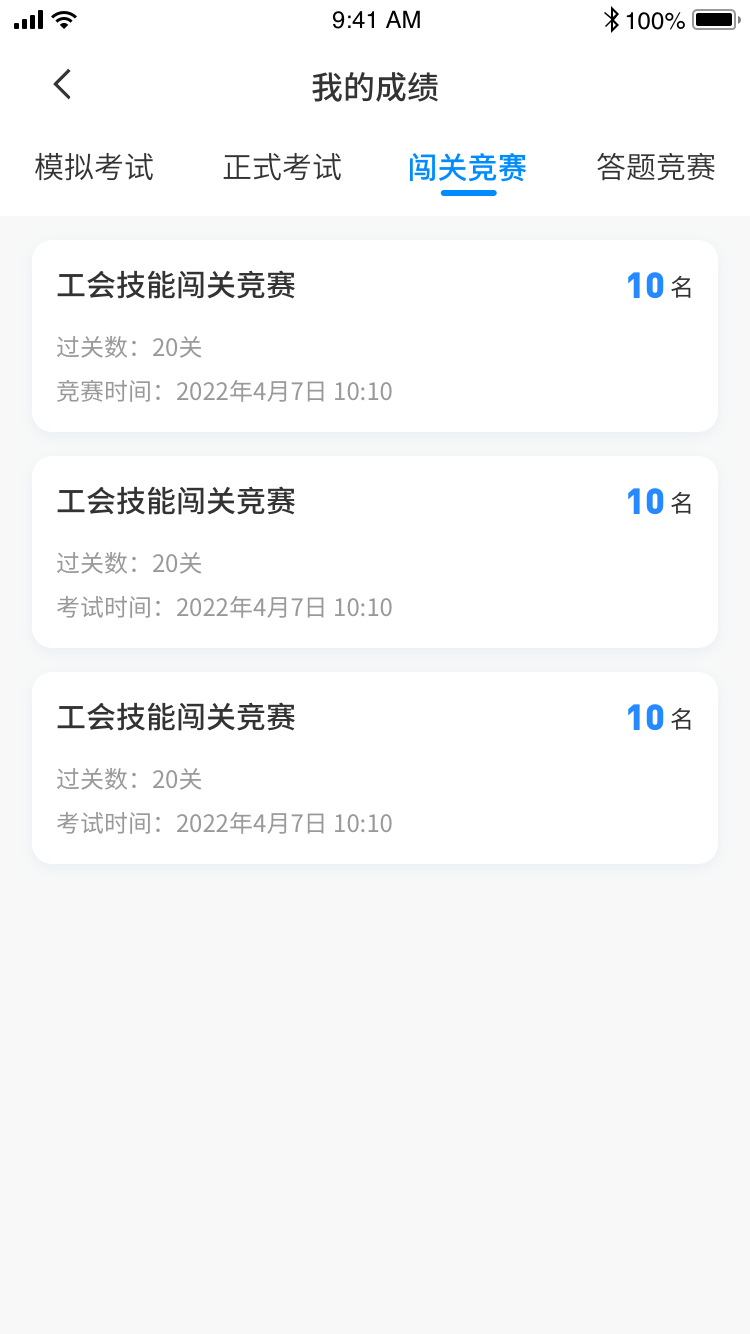 9:41 AM 100%
我的成绩
模拟考试 正式考试 闯关竞赛 答题竞赛
工会技能闯关竞赛 10 名
过关数：20关
竞赛时间：2022年4月7日 10:10
工会技能闯关竞赛 10 名
过关数：20关
考试时间：2022年4月7日 10:10
工会技能闯关竞赛 10 名
过关数：20关
考试时间：2022年4月7日 10:10